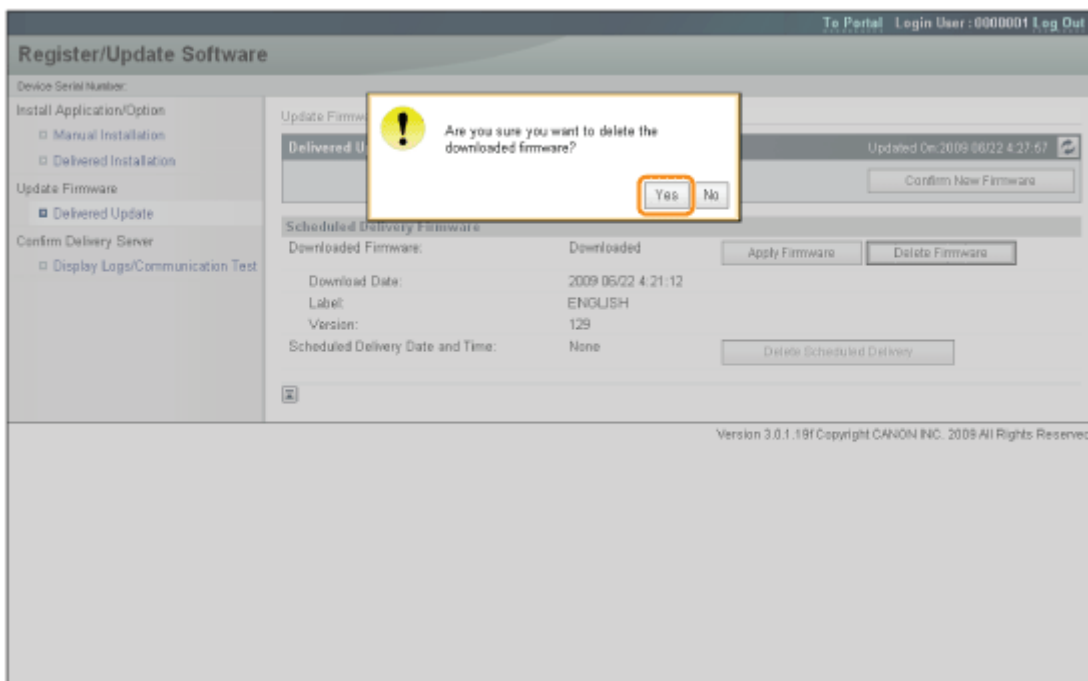 To Portal Login User : 0000001 Log Out
Register/Update Software
Device Serial Number:
Install Application/Option
Manual Installation
Delivered Installation
Update Firmware
Delivered Update
Confirm Delivery Server
Display Logs/Communication Test
Update Firmw
Delivered U
Updated On:2009 06/22 4:27:57
Confirm New Firmware
Are you sure you want to delete the
downloaded firmware?
Yes No
Scheduled Delivery Firmware
Downloaded Firmware: Downloaded Apply Firmware Delete Firmware
Download Date: 2009 06/22 4:21:12
Label: ENGLISH
Version: 129
Scheduled Delivery Date and Time: None Delete Scheduled Delivery
Version 3.0.1.19f Copyright CANON INC. 2009 All Rights Reserved